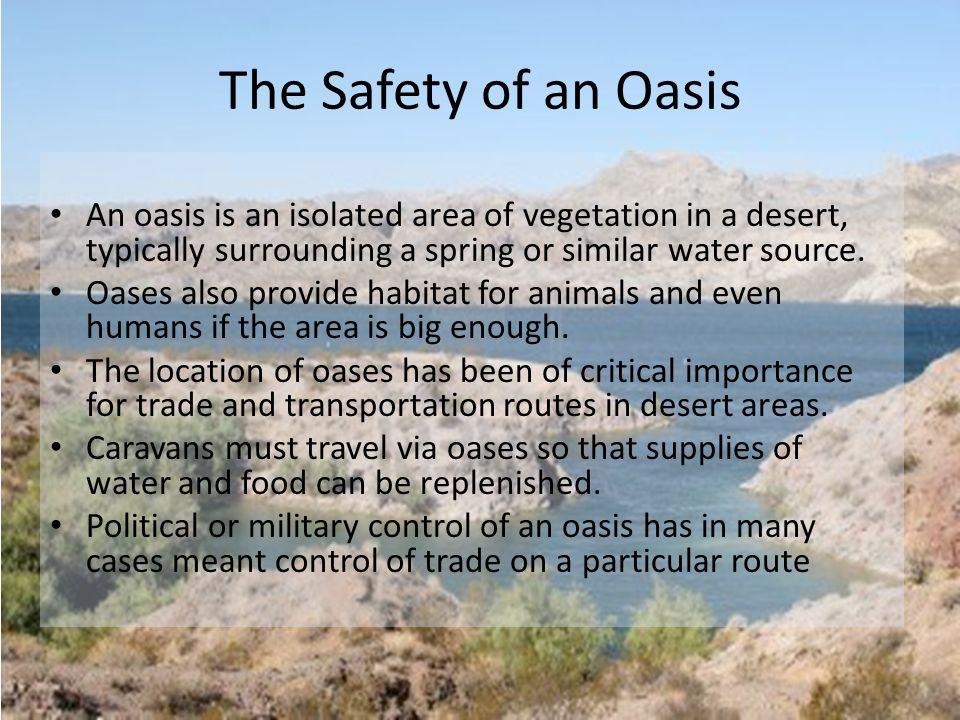 The Safety of an Oasis
• An oasis is an isolated area of vegetation in a desert,
typically surrounding a spring or similar water source.
• Oases also provide habitat for animals and even
humans if the area is big enough.
• The location of oases has been of critical importance
for trade and transportation routes in desert areas.
• Caravans must travel via oases so that supplies of
water and food can be replenished.
• Political or military control of an oasis has in many
cases meant control of trade on a particular route